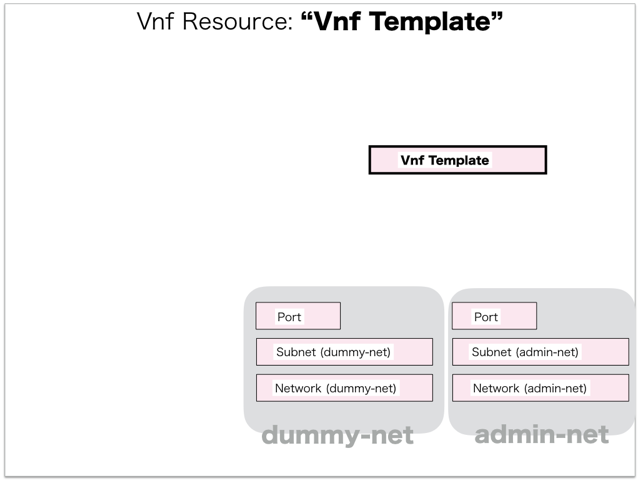 Vnf Resource: “Vnf Template”
Vnf Template
Port
Subnet (dummy-net)
Network (dummy-net)
dummy-net
Port
Subnet (admin-net)
Network (admin-net)
admin-net